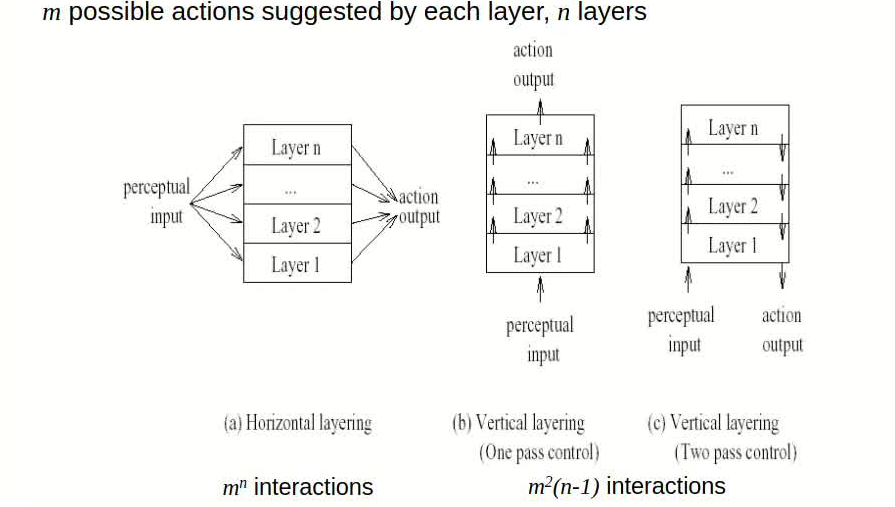 m possible actions suggested by each layer, n layers
action
output
Layer n
...
Layer 2
Layer 1
perceptual
input
action
output
Layer n
...
Layer 2
Layer 1
perceptual
input
Layer n
...
Layer 2
Layer 1
perceptual
input
action
output
(a) Horizontal layering
(b) Vertical layering
(One pass control)
(c) Vertical layering
(Two pass control)
mⁿ interactions
m²(n-1) interactions